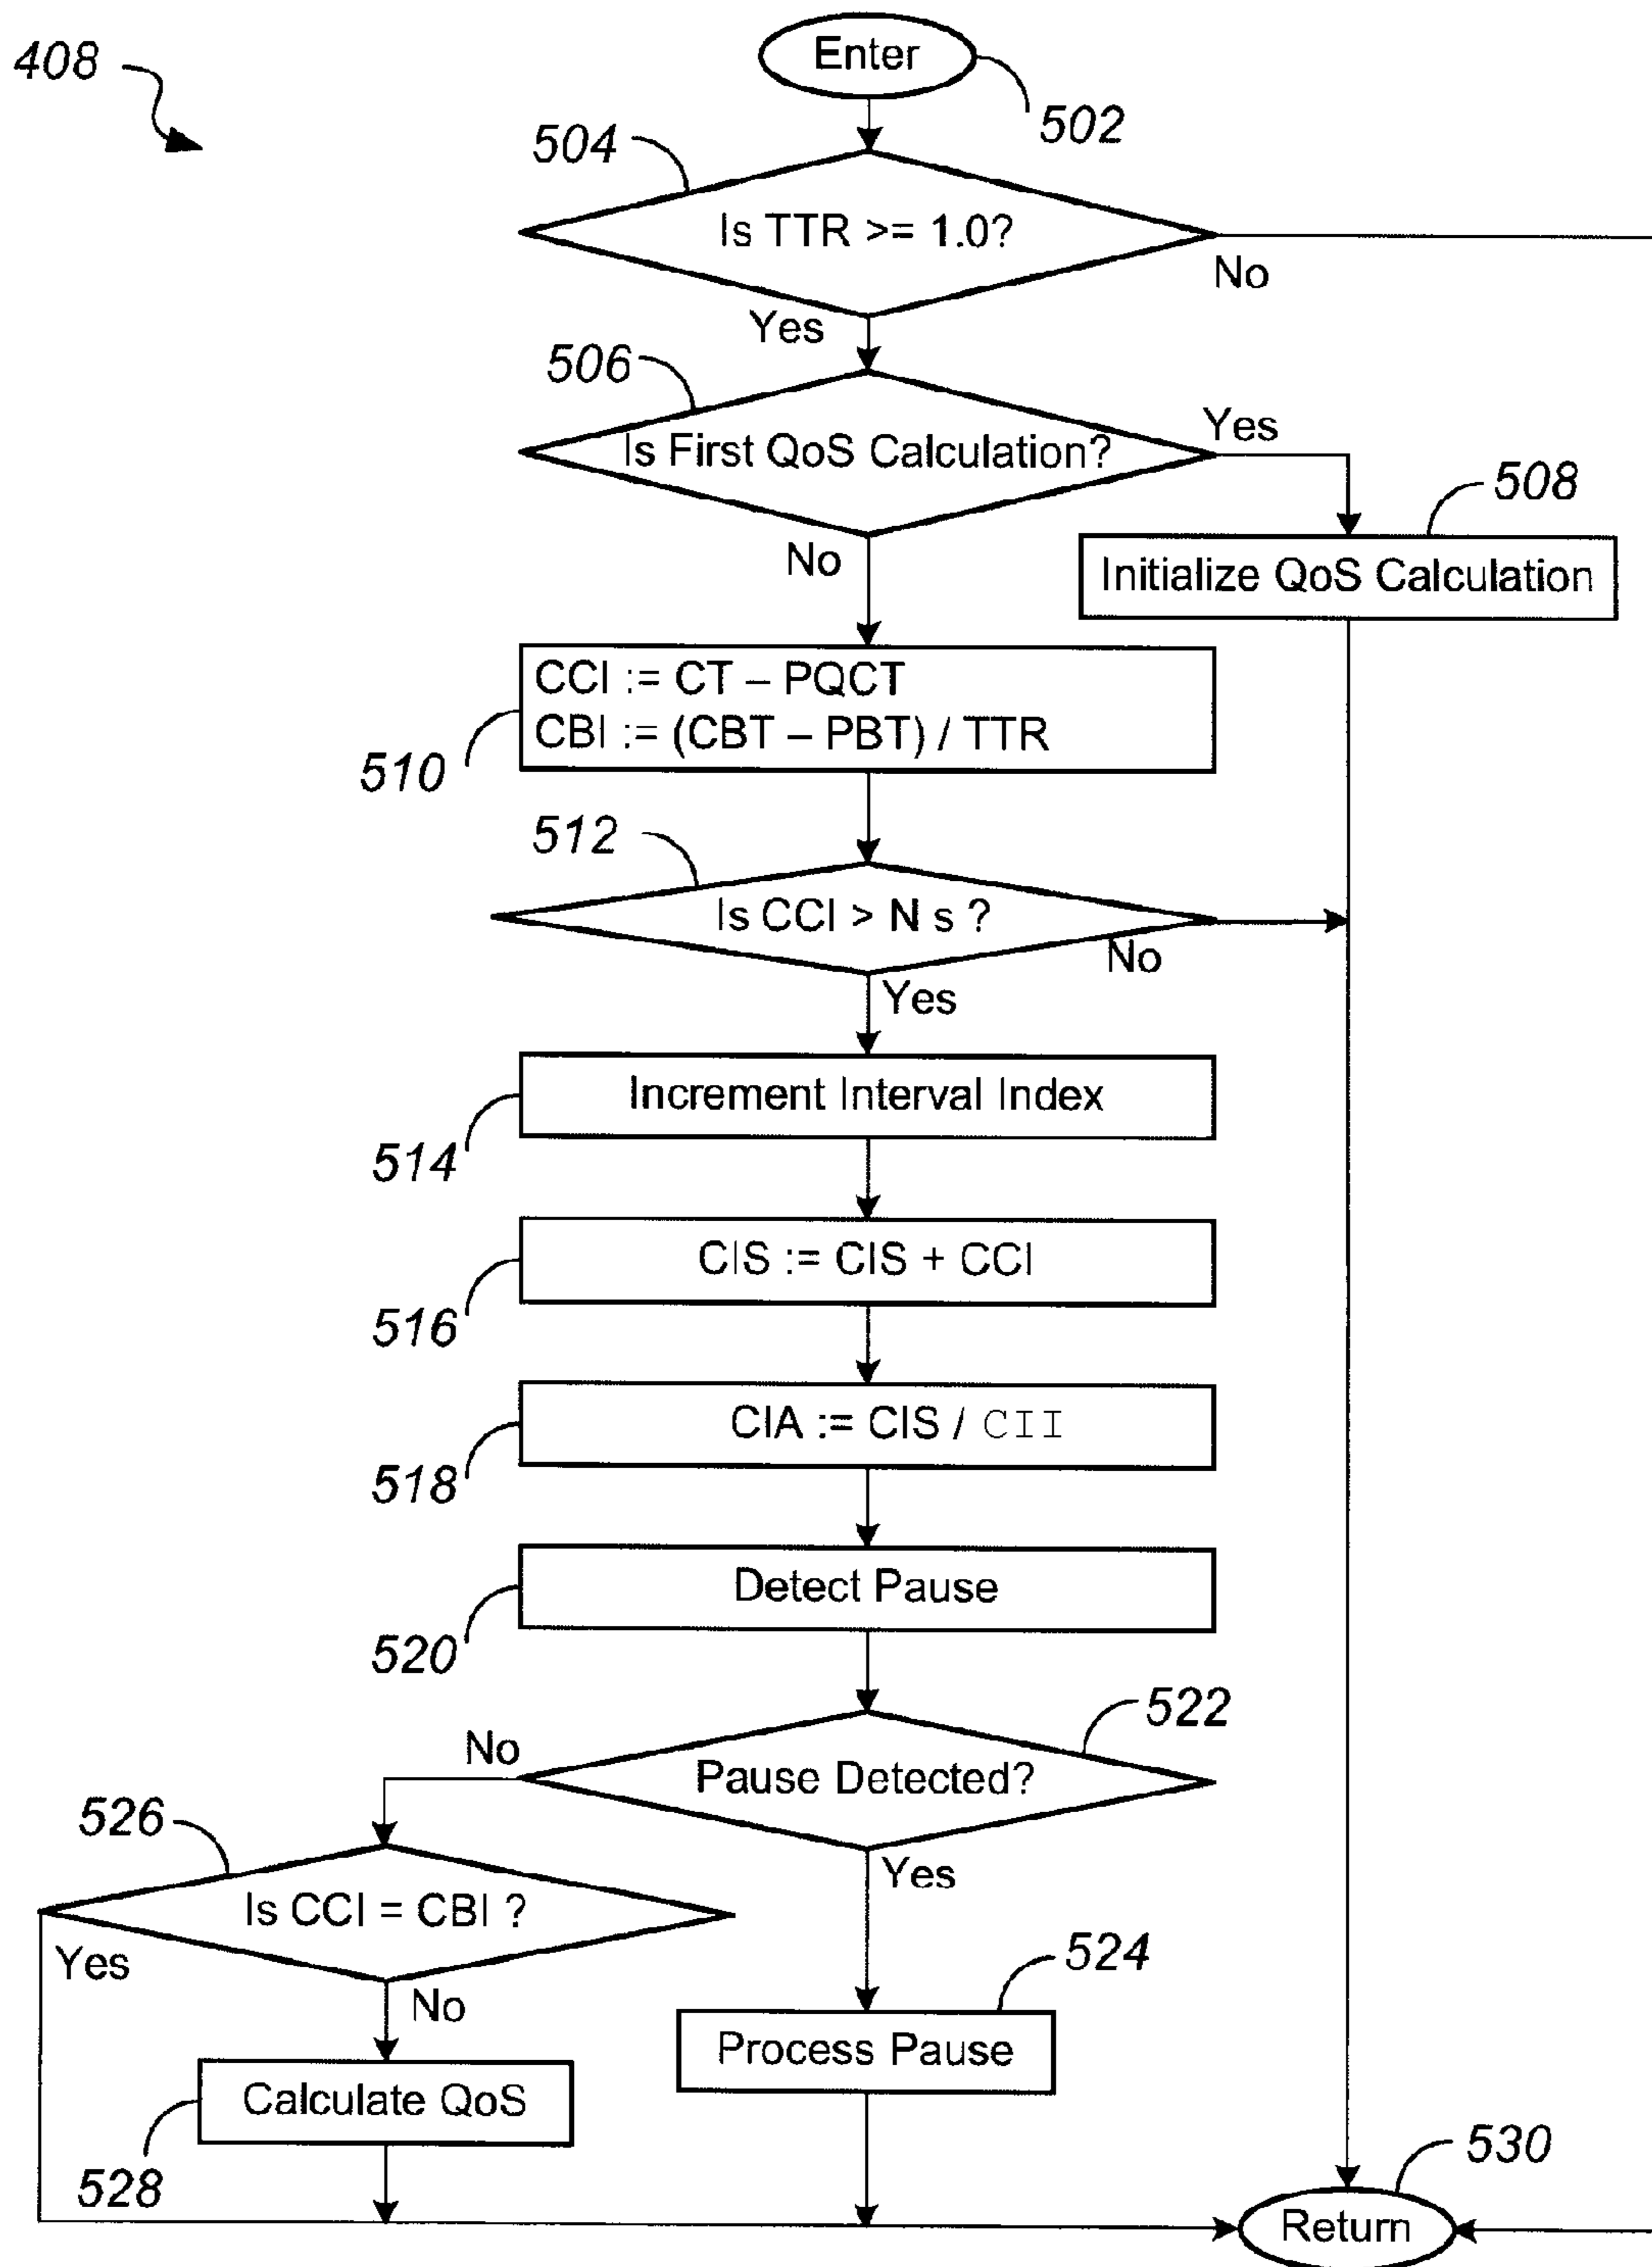 408
Enter
502
504
Is TTR >= 1.0?
No
Yes
506
Is First QoS Calculation?
Yes
508
No
Initialize QoS Calculation
CCI := CT – PQCT
CBI := (CBT – PBT) / TTR
510
512
Is CCI > N s ?
No
Yes
Increment Interval Index
514
CIS := CIS + CCI
516
CIA := CIS / CII
518
Detect Pause
520
522
No
Pause Detected?
526
Yes
Is CCI = CBI ?
Yes
524
No
Process Pause
Calculate QoS
528
530
Return